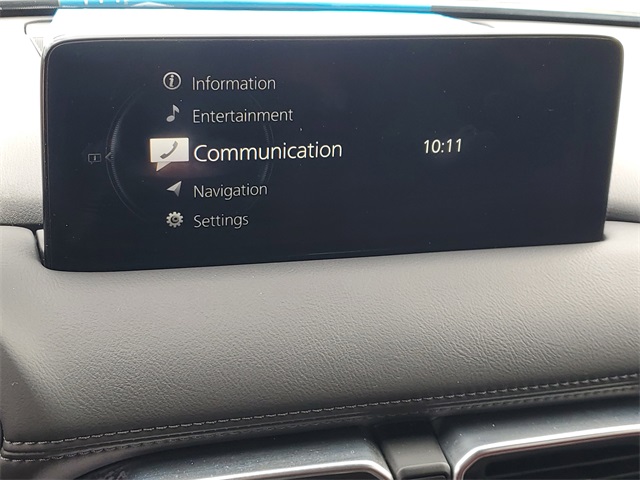 Information
Entertainment
Communication
10:11
Navigation
Settings